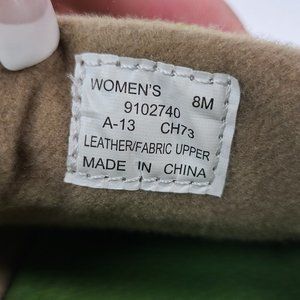 WOMEN'S 8M
9102740
A-13 CH73
LEATHER/FABRIC UPPER
MADE IN CHINA